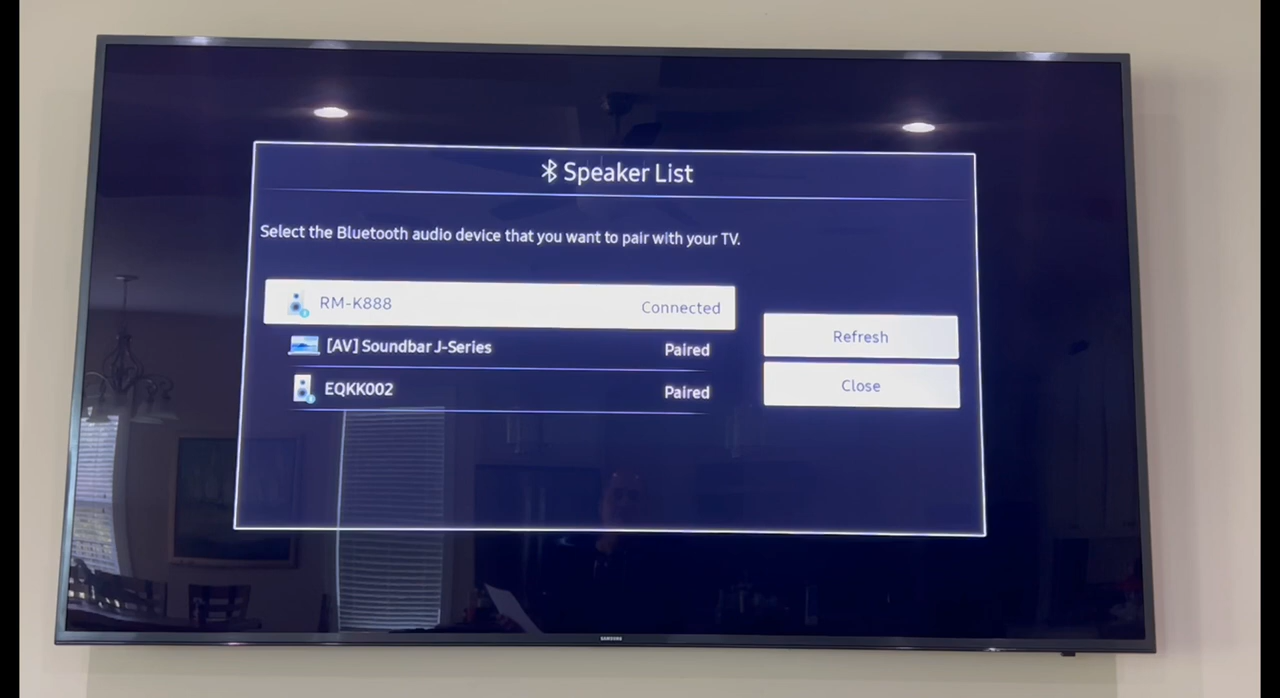 Speaker List
Select the Bluetooth audio device that you want to pair with your TV.
RM-K888 Connected
[AV] Soundbar J-Series Paired
EQKK002 Paired
Refresh
Close
SAMSUNG